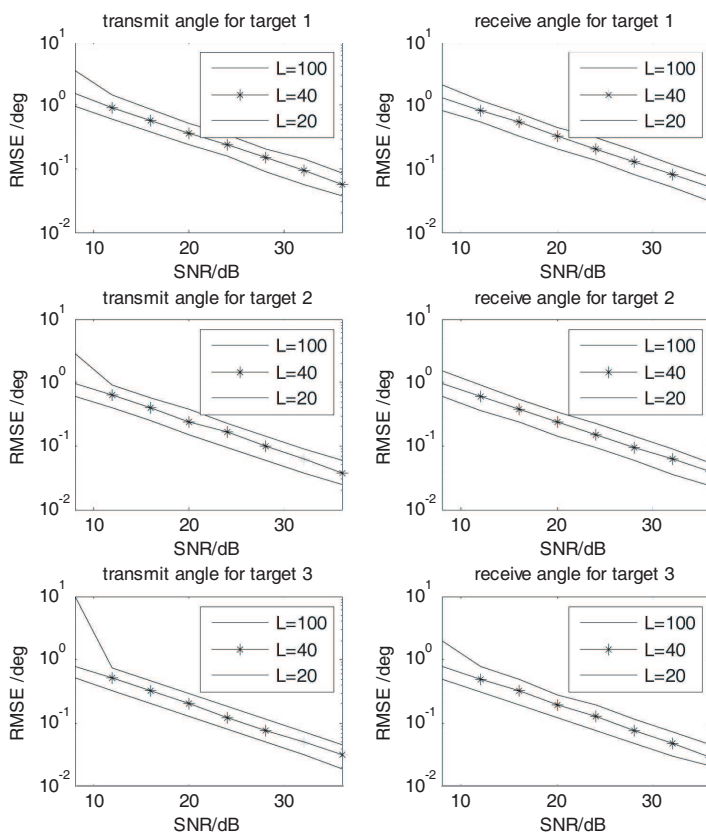 transmit angle for target 1
10^1
10^0
10^-1
10^-2
RMSE /deg
L=100
L=40
L=20
10 20 30
SNR/dB
receive angle for target 1
10^1
10^0
10^-1
10^-2
RMSE /deg
L=100
L=40
L=20
10 20 30
SNR/dB
transmit angle for target 2
10^1
10^0
10^-1
10^-2
RMSE /deg
L=100
L=40
L=20
10 20 30
SNR/dB
receive angle for target 2
10^1
10^0
10^-1
10^-2
RMSE /deg
L=100
L=40
L=20
10 20 30
SNR/dB
transmit angle for target 3
10^1
10^0
10^-1
10^-2
RMSE /deg
L=100
L=40
L=20
10 20 30
SNR/dB
receive angle for target 3
10^1
10^0
10^-1
10^-2
RMSE /deg
L=100
L=40
L=20
10 20 30
SNR/dB